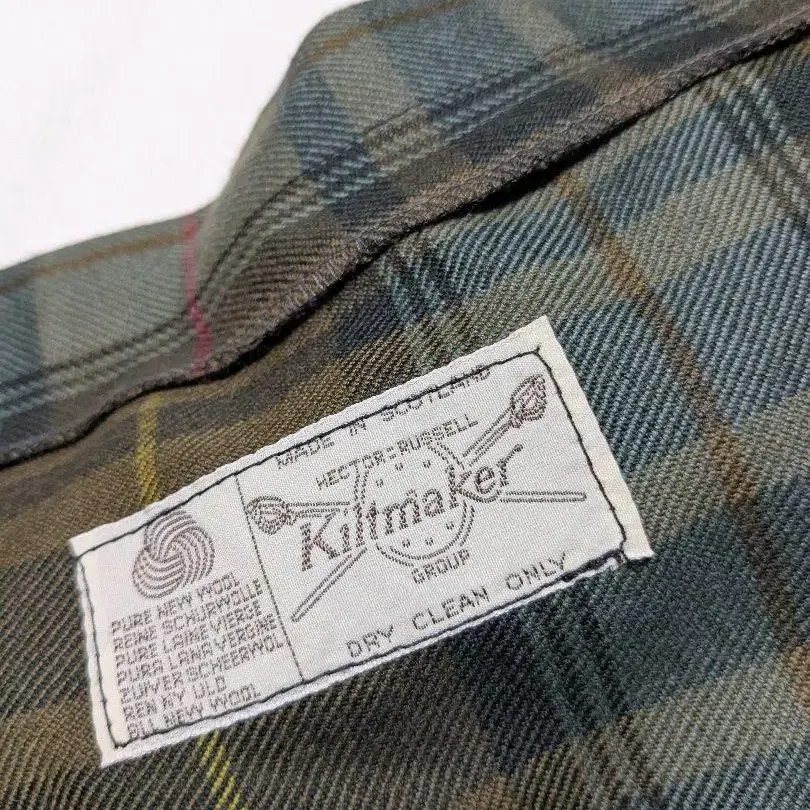 PURE NEW WOOL
REINE SCHURWOLLE
PURE LAINE VIERGE
PURA LANA VERGINE
ZUIVER SCHEERWOL
REN NY ULD
ALL NEW WOOL
MADE IN SCOTLAND
HECTOR RUSSELL
Kiltmaker
GROUP
DRY CLEAN ONLY